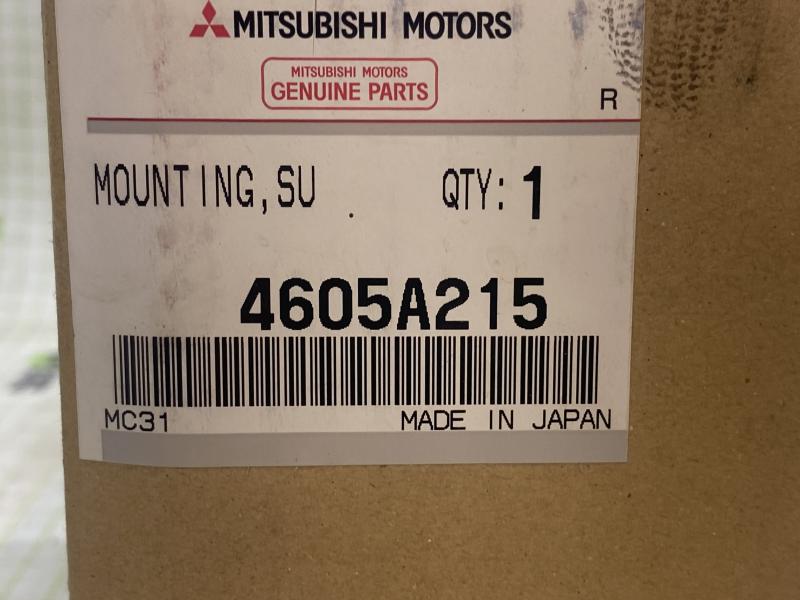 MITSUBISHI MOTORS
MITSUBISHI MOTORS
GENUINE PARTS
R
MOUNTING,SU QTY: 1
4605A215
MC31 MADE IN JAPAN